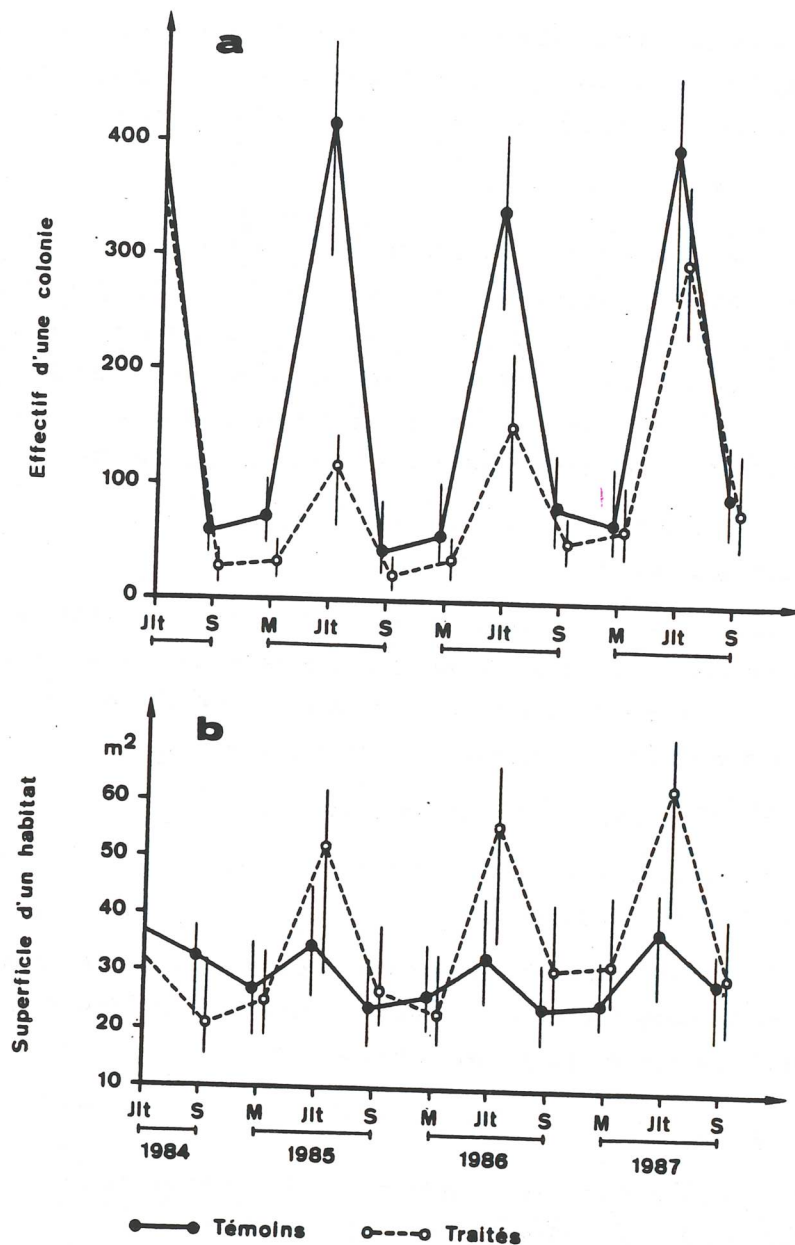 a
Effectif d'une colonie
400
300
200
100
0
Jlt S M Jlt S M Jlt S M Jlt S
b
Superficie d'un habitat
m²
60
50
40
30
20
10
Jlt S M Jlt S M Jlt S M Jlt S
1984 1985 1986 1987
Témoins Traités